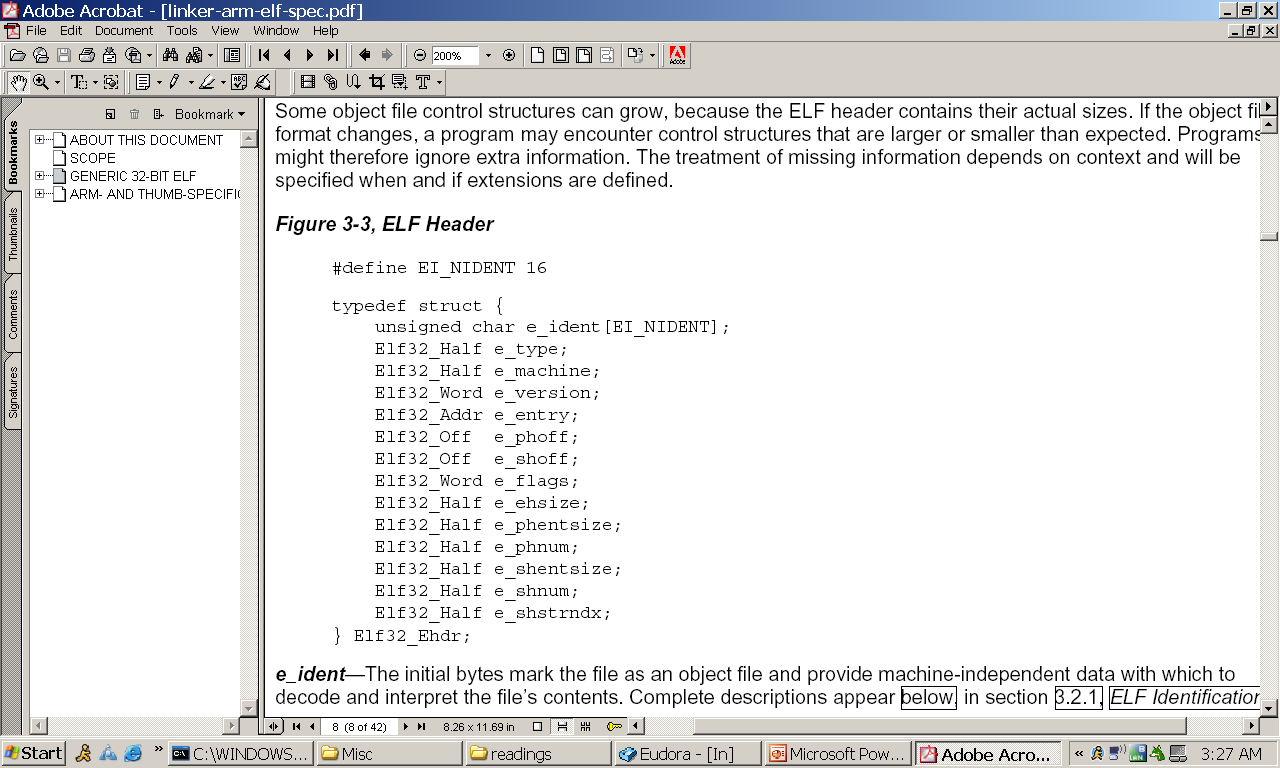 Adobe Acrobat - [linker-arm-elf-spec.pdf]
File Edit Document Tools View Window Help
200%
Adobe
Bookmark
Bookmarks
Thumbnails
Comments
Signatures
ABOUT THIS DOCUMENT
SCOPE
GENERIC 32-BIT ELF
ARM- AND THUMB-SPECIFI
Some object file control structures can grow, because the ELF header contains their actual sizes. If the object fil
format changes, a program may encounter control structures that are larger or smaller than expected. Programs
might therefore ignore extra information. The treatment of missing information depends on context and will be
specified when and if extensions are defined.
Figure 3-3, ELF Header
#define EI_NIDENT 16
typedef struct {
unsigned char e_ident[EI_NIDENT];
Elf32_Half e_type;
Elf32_Half e_machine;
Elf32_Word e_version;
Elf32_Addr e_entry;
Elf32_Off e_phoff;
Elf32_Off e_shoff;
Elf32_Word e_flags;
Elf32_Half e_ehsize;
Elf32_Half e_phentsize;
Elf32_Half e_phnum;
Elf32_Half e_shentsize;
Elf32_Half e_shnum;
Elf32_Half e_shstrndx;
} Elf32_Ehdr;
e_ident—The initial bytes mark the file as an object file and provide machine-independent data with which to
decode and interpret the file's contents. Complete descriptions appear below, in section 3.2.1, ELF Identification
8 (8 of 42) 8.26 x 11.69 in
Start » C:\WINDOWS... Misc readings Eudora - [In] Microsoft Pow... Adobe Acro... « 3:27 AM